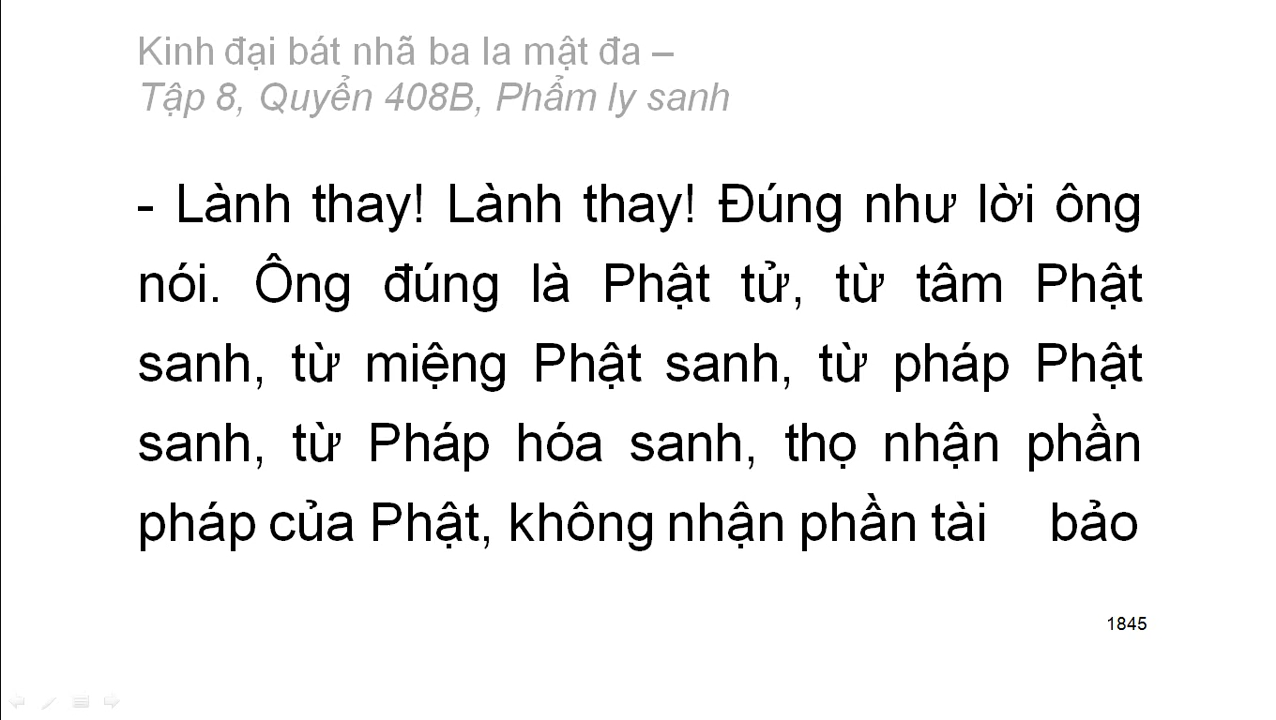 Kinh đại bát nhã ba la mật đa –
Tập 8, Quyển 408B, Phẩm ly sanh
- Lành thay! Lành thay! Đúng như lời ông
nói. Ông đúng là Phật tử, từ tâm Phật
sanh, từ miệng Phật sanh, từ pháp Phật
sanh, từ Pháp hóa sanh, thọ nhận phần
pháp của Phật, không nhận phần tài bảo
1845